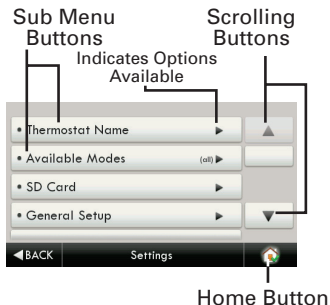 Sub Menu
Buttons
Scrolling
Buttons
Indicates Options
Available
• Thermostat Name
• Available Modes (all)
• SD Card
• General Setup
BACK Settings
Home Button